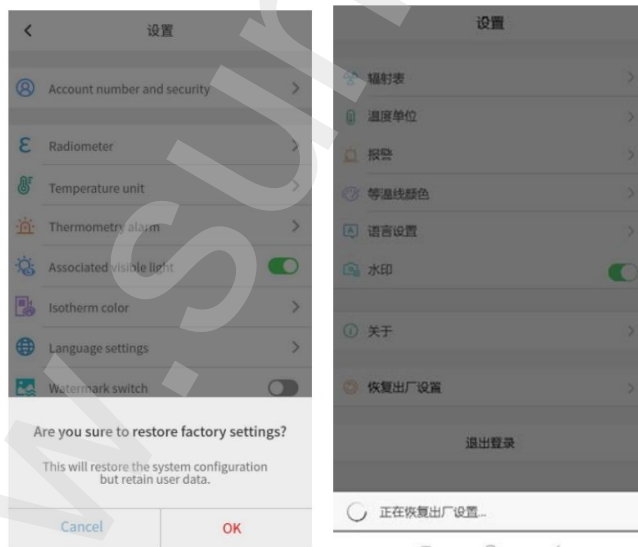 设置
Account number and security
Radiometer
Temperature unit
Thermometry alarm
Associated visible light
Isotherm color
Language settings
Watermark switch
Are you sure to restore factory settings?
This will restore the system configuration
but retain user data.
Cancel
OK
设置
辐射表
温度单位
报警
等温线颜色
语言设置
水印
关于
恢复出厂设置
退出登录
正在恢复出厂设置...